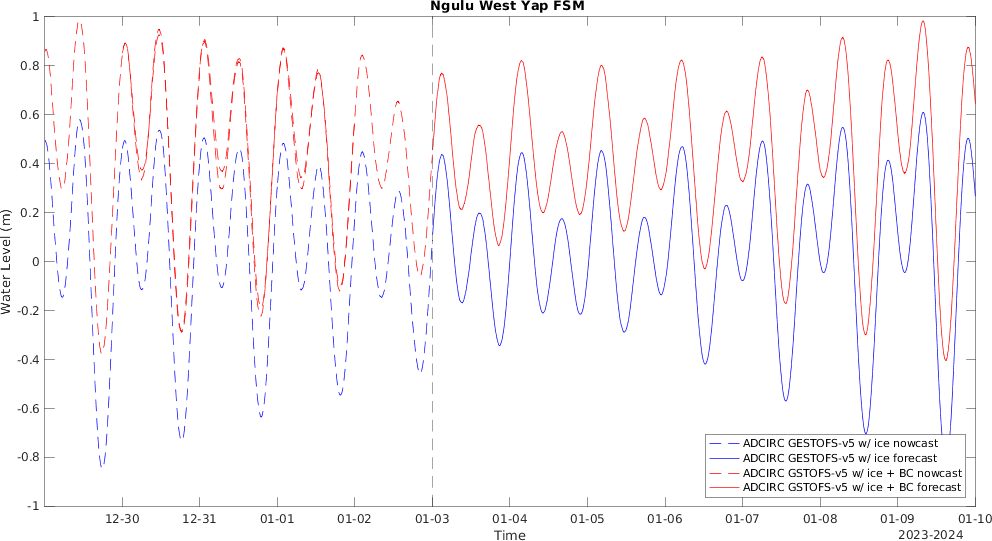 Ngulu West Yap FSM
1
0.8
0.6
0.4
0.2
0
-0.2
-0.4
-0.6
-0.8
-1
Water Level (m)
ADCIRC GESTOFS-v5 w/ ice nowcast
ADCIRC GESTOFS-v5 w/ ice forecast
ADCIRC GSTOFS-v5 w/ ice + BC nowcast
ADCIRC GSTOFS-v5 w/ ice + BC forecast
12-30 12-31 01-01 01-02 01-03 01-04 01-05 01-06 01-07 01-08 01-09 01-10
Time
2023-2024